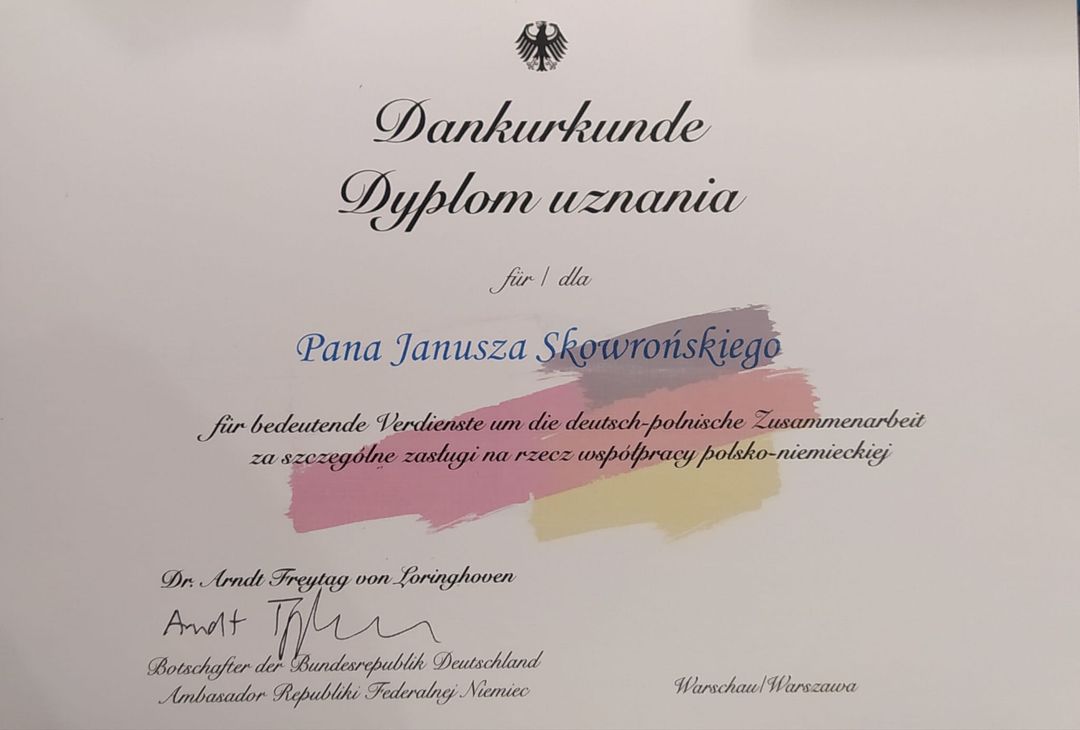 Dankurkunde
Dyplom uznania
für / dla
Pana Janusza Skowrońskiego
für bedeutende Verdienste um die deutsch-polnische Zusammenarbeit
za szczególne zasługi na rzecz współpracy polsko-niemieckiej
Dr. Arndt Freytag von Loringhoven
Botschafter der Bundesrepublik Deutschland
Ambasador Republiki Federalnej Niemiec
Warschau/Warszawa